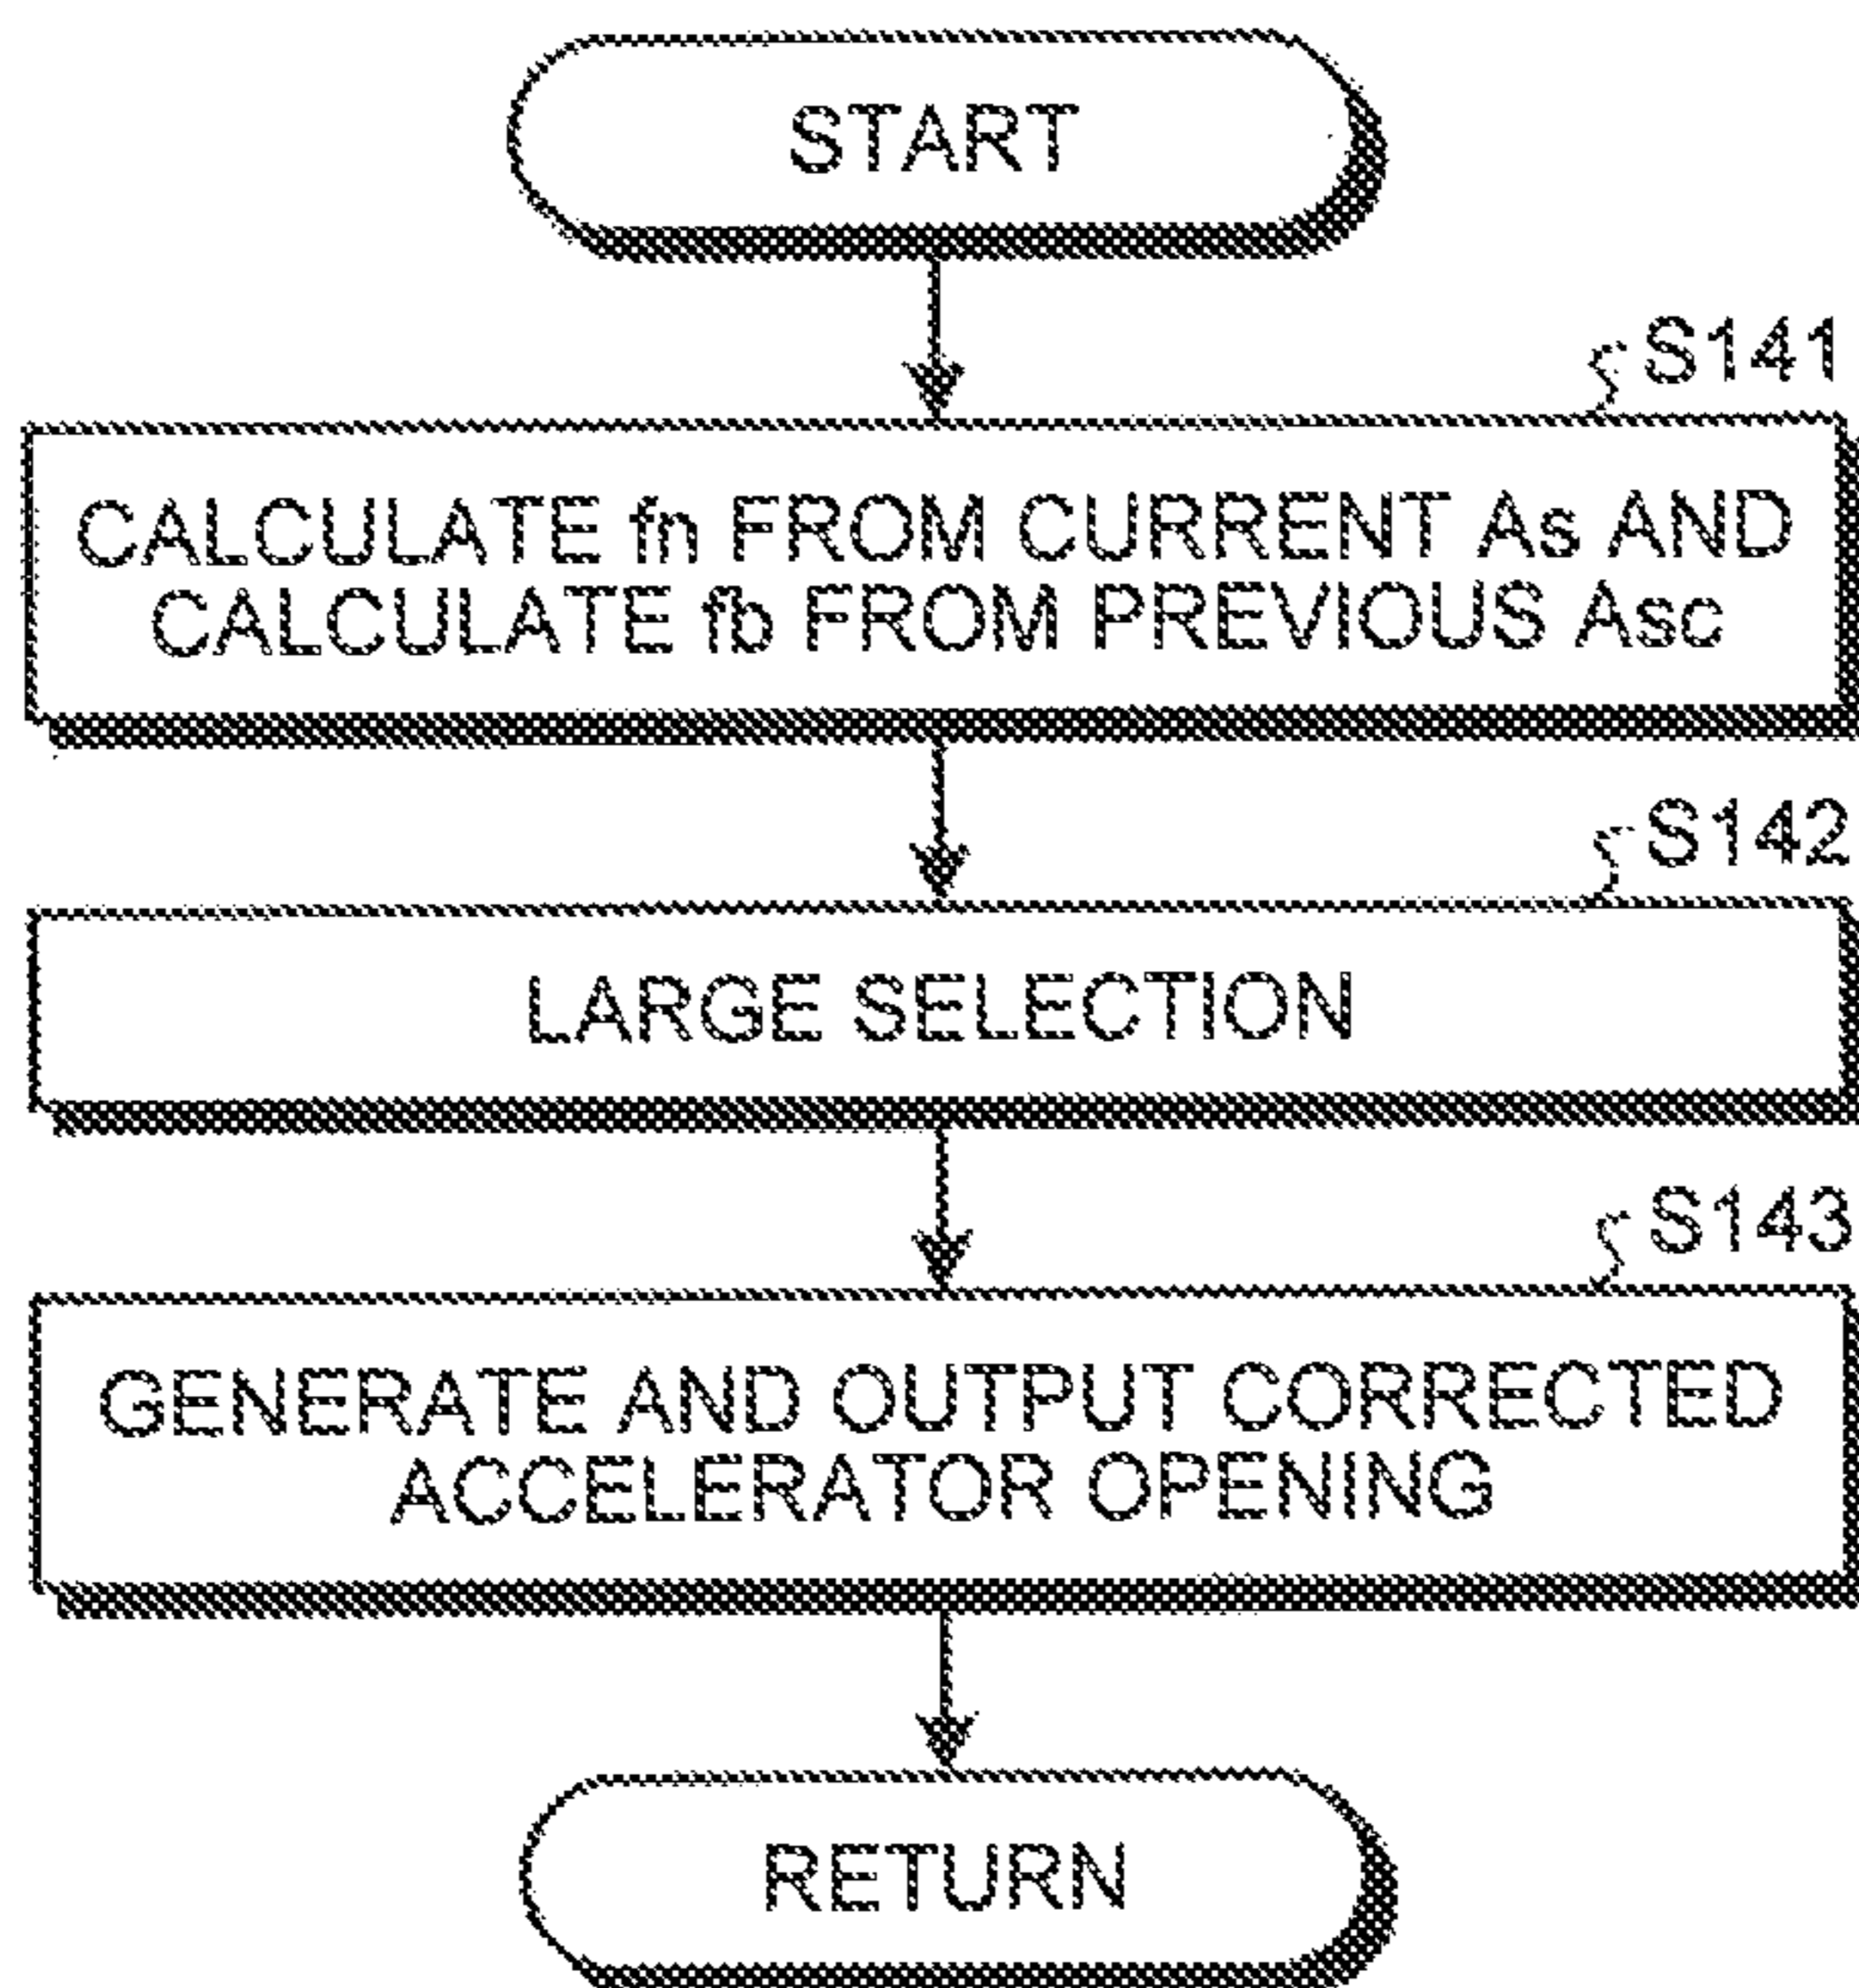 START
S141
CALCULATE fn FROM CURRENT As AND
CALCULATE fb FROM PREVIOUS Asc
S142
LARGE SELECTION
S143
GENERATE AND OUTPUT CORRECTED
ACCELERATOR OPENING
RETURN